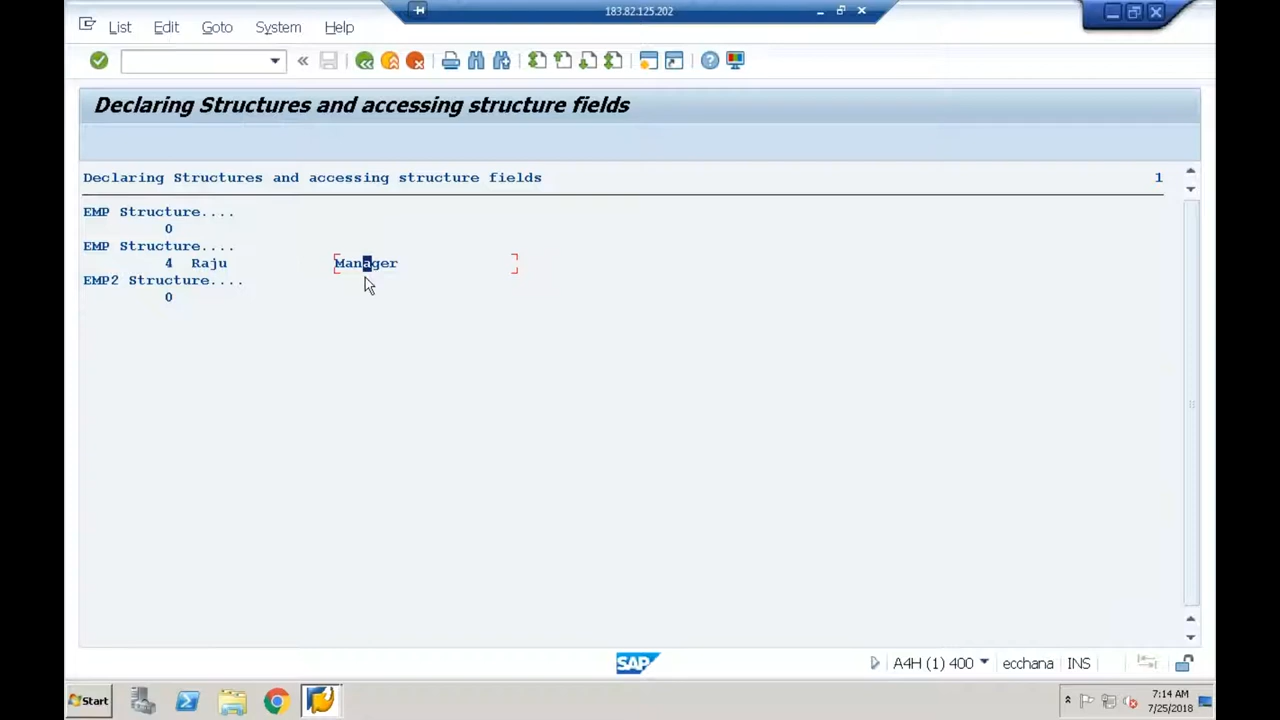 183.82.125.202
List Edit Goto System Help
Declaring Structures and accessing structure fields
Declaring Structures and accessing structure fields 1
EMP Structure....
0
EMP Structure....
4 Raju Manager
EMP2 Structure....
0
SAP A4H (1) 400 ecchana INS
Start
7:14 AM
7/25/2018